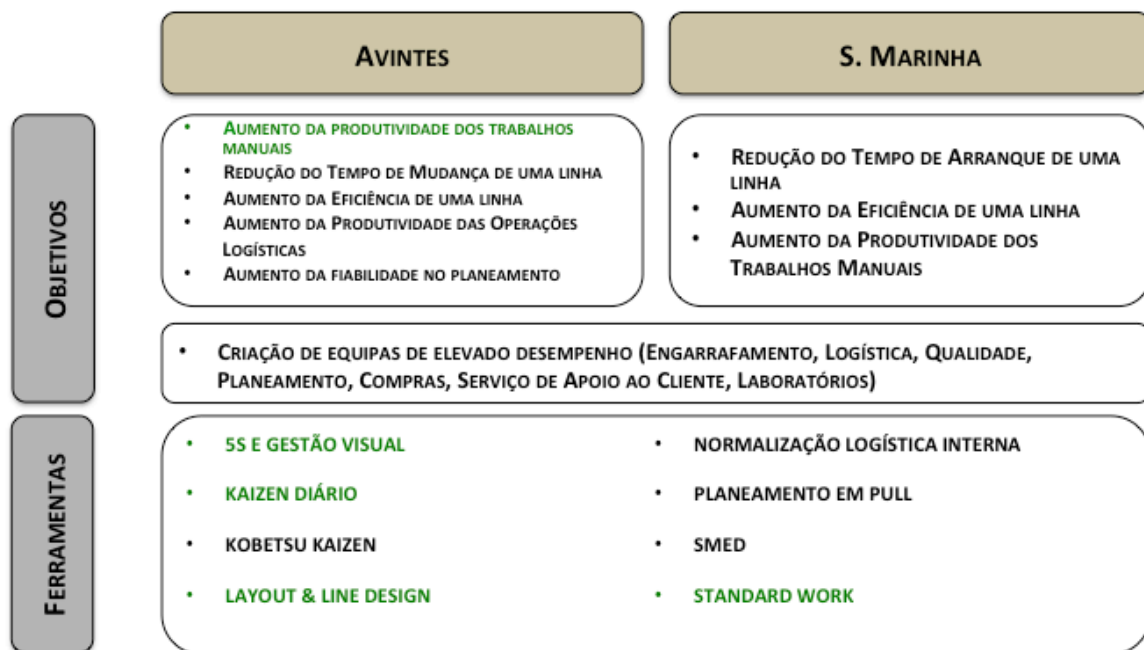 AVINTES
S. MARINHA
OBJETIVOS
• AUMENTO DA PRODUTIVIDADE DOS TRABALHOS
MANUAIS
• REDUÇÃO DO TEMPO DE MUDANÇA DE UMA LINHA
• AUMENTO DA EFICIÊNCIA DE UMA LINHA
• AUMENTO DA PRODUTIVIDADE DAS OPERAÇÕES
LOGÍSTICAS
• AUMENTO DA FIABILIDADE NO PLANEAMENTO
• REDUÇÃO DO TEMPO DE ARRANQUE DE UMA
LINHA
• AUMENTO DA EFICIÊNCIA DE UMA LINHA
• AUMENTO DA PRODUTIVIDADE DOS
TRABALHOS MANUAIS
• CRIAÇÃO DE EQUIPAS DE ELEVADO DESEMPENHO (ENGARRAFAMENTO, LOGÍSTICA, QUALIDADE,
PLANEAMENTO, COMPRAS, SERVIÇO DE APOIO AO CLIENTE, LABORATÓRIOS)
FERRAMENTAS
• 5S E GESTÃO VISUAL
• KAIZEN DIÁRIO
• KOBETSU KAIZEN
• LAYOUT & LINE DESIGN
• NORMALIZAÇÃO LOGÍSTICA INTERNA
• PLANEAMENTO EM PULL
• SMED
• STANDARD WORK